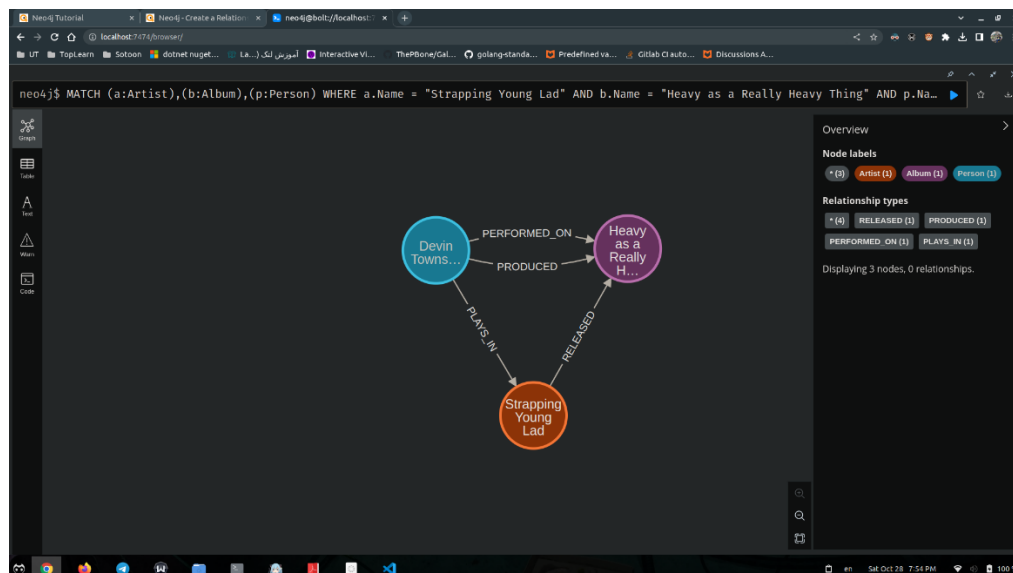 Neo4j Tutorial
Neo4j - Create a Relation
neo4j@bolt://localhost:7
localhost:7474/browser/
UT TopLearn Sotoon dotnet nuget... La...) آموزش لنک Interactive Vi... ThePBone/Gal... golang-standa... Predefined va... Gitlab CI auto... Discussions A...
neo4j$ MATCH (a:Artist),(b:Album),(p:Person) WHERE a.Name = "Strapping Young Lad" AND b.Name = "Heavy as a Really Heavy Thing" AND p.Na…
Graph
Table
Text
Warn
Code
Devin
Towns…
PERFORMED_ON
PRODUCED
Heavy
as a
Really
H…
PLAYS_IN
RELEASED
Strapping
Young
Lad
Overview
Node labels
* (3) Artist (1) Album (1) Person (1)
Relationship types
* (4) RELEASED (1) PRODUCED (1)
PERFORMED_ON (1) PLAYS_IN (1)
Displaying 3 nodes, 0 relationships.
en Sat Oct 28 7:54 PM 100